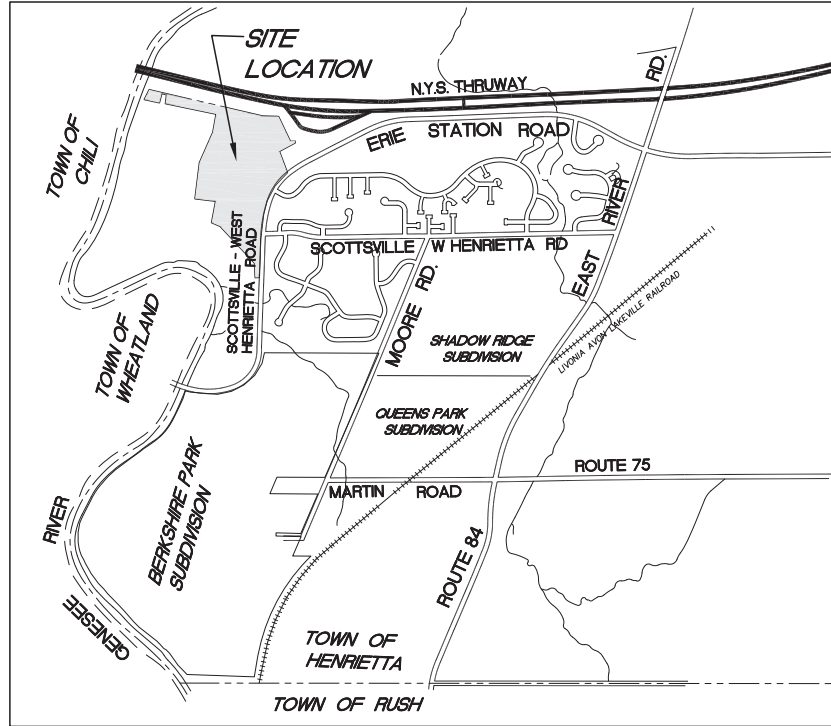 SITE
LOCATION
N.Y.S. THRUWAY
RD.
ERIE STATION ROAD
TOWN OF
CHILI
RIVER
SCOTTSVILLE - WEST
HENRIETTA ROAD
SCOTTSVILLE W HENRIETTA RD
EAST
MOORE RD.
LIVONIA AVON LAKEVILLE RAILROAD
TOWN OF
WHEATLAND
SHADOW RIDGE
SUBDIVISION
QUEENS PARK
SUBDIVISION
ROUTE 75
MARTIN ROAD
BERKSHIRE PARK
SUBDIVISION
RIVER
ROUTE 84
GENESEE
TOWN OF
HENRIETTA
TOWN OF RUSH